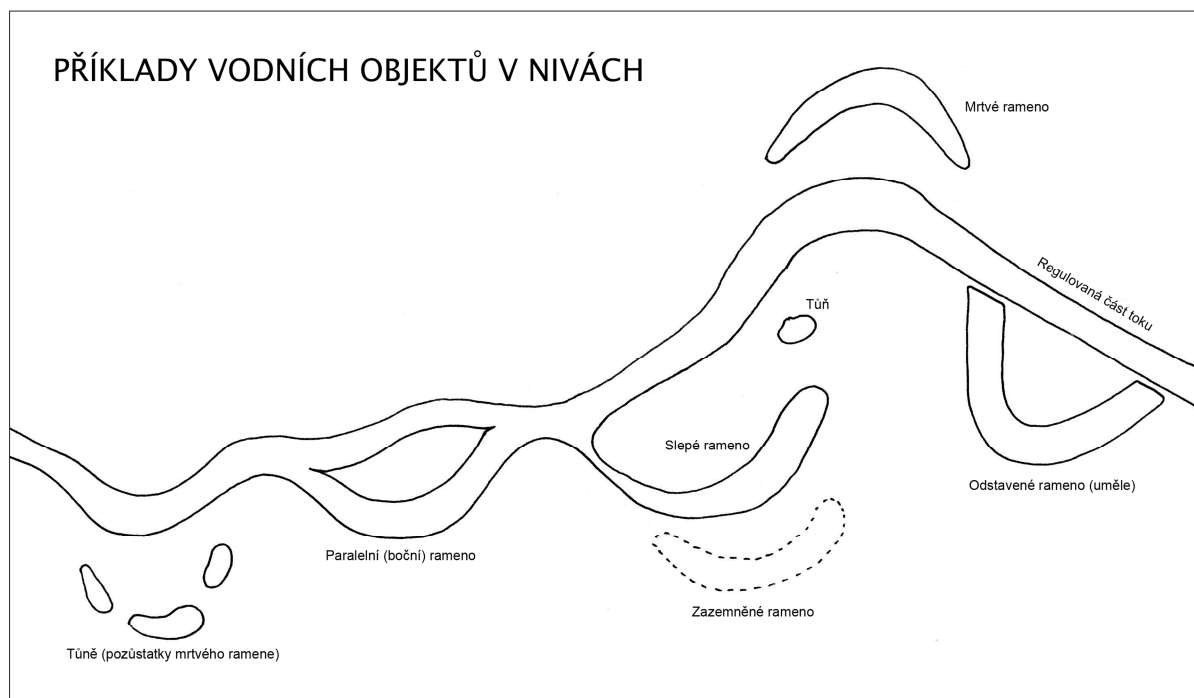 PŘÍKLADY VODNÍCH OBJEKTŮ V NIVÁCH
Mrtvé rameno
Regulovaná část toku
Tůň
Slepé rameno
Odstavené rameno (uměle)
Paralelní (boční) rameno
Zazemněné rameno
Tůně (pozůstatky mrtvého ramene)